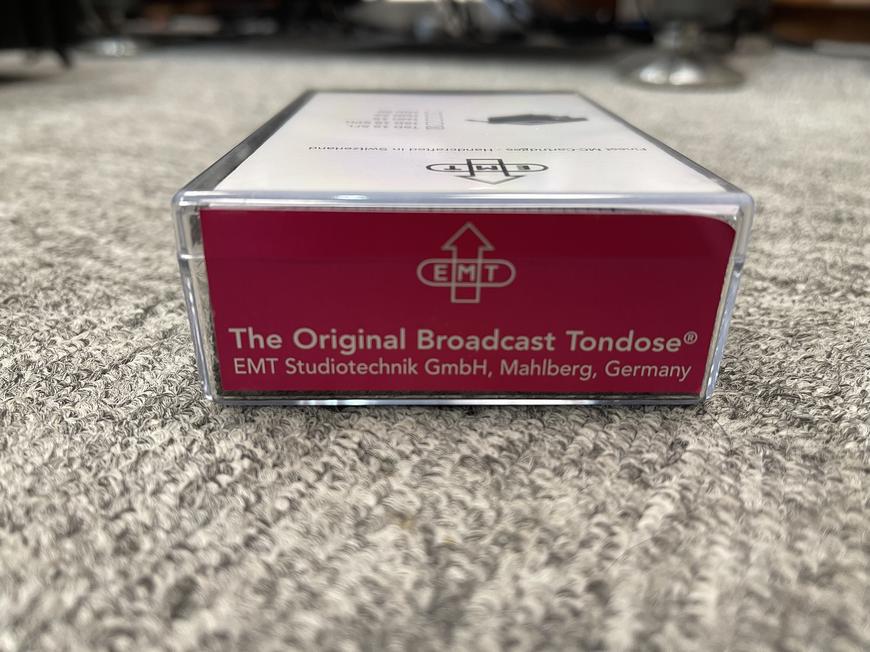 Finest MC-Cartridges - Handcrafted in Switzerland
EMT
EMT
The Original Broadcast Tondose®
EMT Studiotechnik GmbH, Mahlberg, Germany